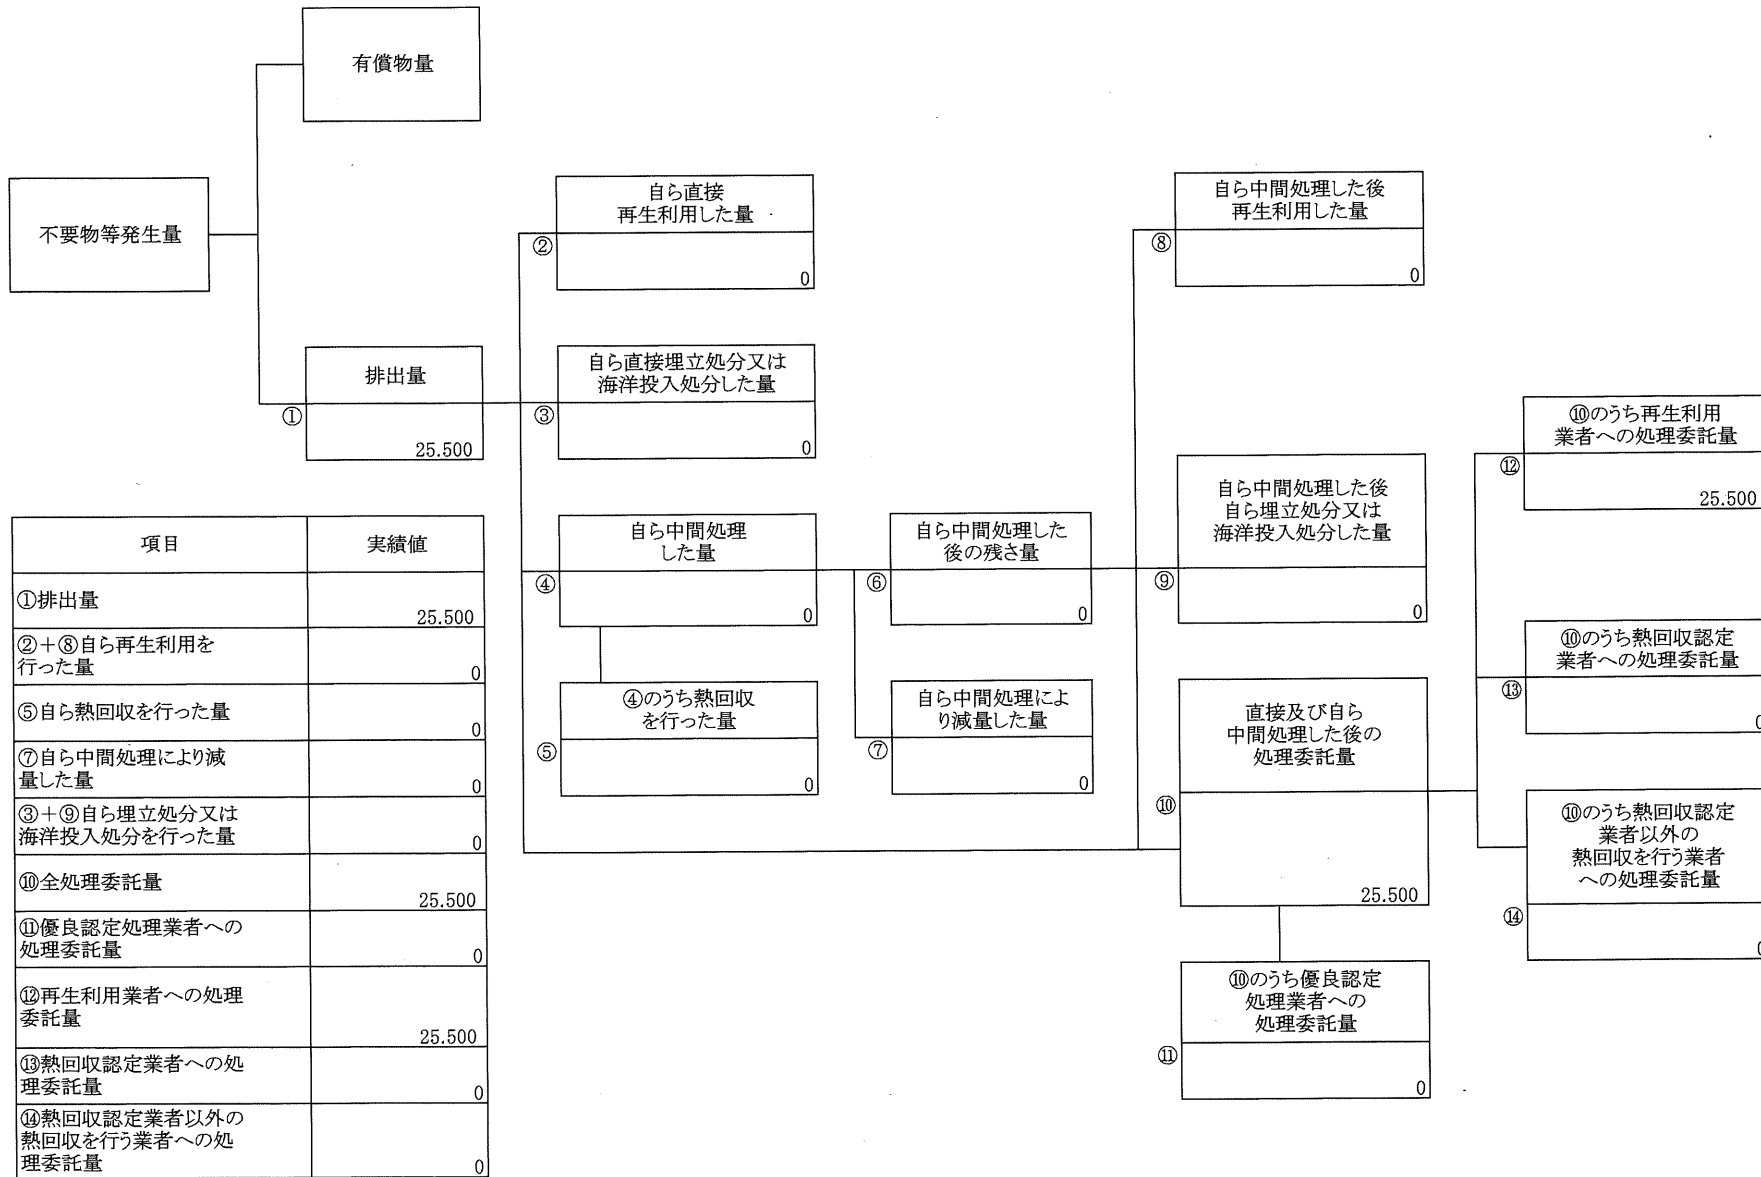 有償物量
不要物等発生量
排出量
①
25.500
自ら直接
再生利用した量
②
0
自ら直接埋立処分又は
海洋投入処分した量
③
0
自ら中間処理
した量
④
0
④のうち熱回収
を行った量
⑤
0
自ら中間処理した
後の残さ量
⑥
0
自ら中間処理によ
り減量した量
⑦
0
自ら中間処理した後
再生利用した量
⑧
0
自ら中間処理した後
自ら埋立処分又は
海洋投入処分した量
⑨
0
直接及び自ら
中間処理した後の
処理委託量
⑩
25.500
⑩のうち優良認定
処理業者への
処理委託量
⑪
0
⑩のうち再生利用
業者への処理委託量
⑫
25.500
⑩のうち熱回収認定
業者への処理委託量
⑬
0
⑩のうち熱回収認定
業者以外の
熱回収を行う業者
への処理委託量
⑭
0
項目 実績値
①排出量
25.500
②+⑧自ら再生利用を
行った量
0
⑤自ら熱回収を行った量
0
⑦自ら中間処理により減
量した量
0
③+⑨自ら埋立処分又は
海洋投入処分を行った量
0
⑩全処理委託量
25.500
⑪優良認定処理業者への
処理委託量
0
⑫再生利用業者への処理
委託量
25.500
⑬熱回収認定業者への処
理委託量
0
⑭熱回収認定業者以外の
熱回収を行う業者への処
理委託量
0